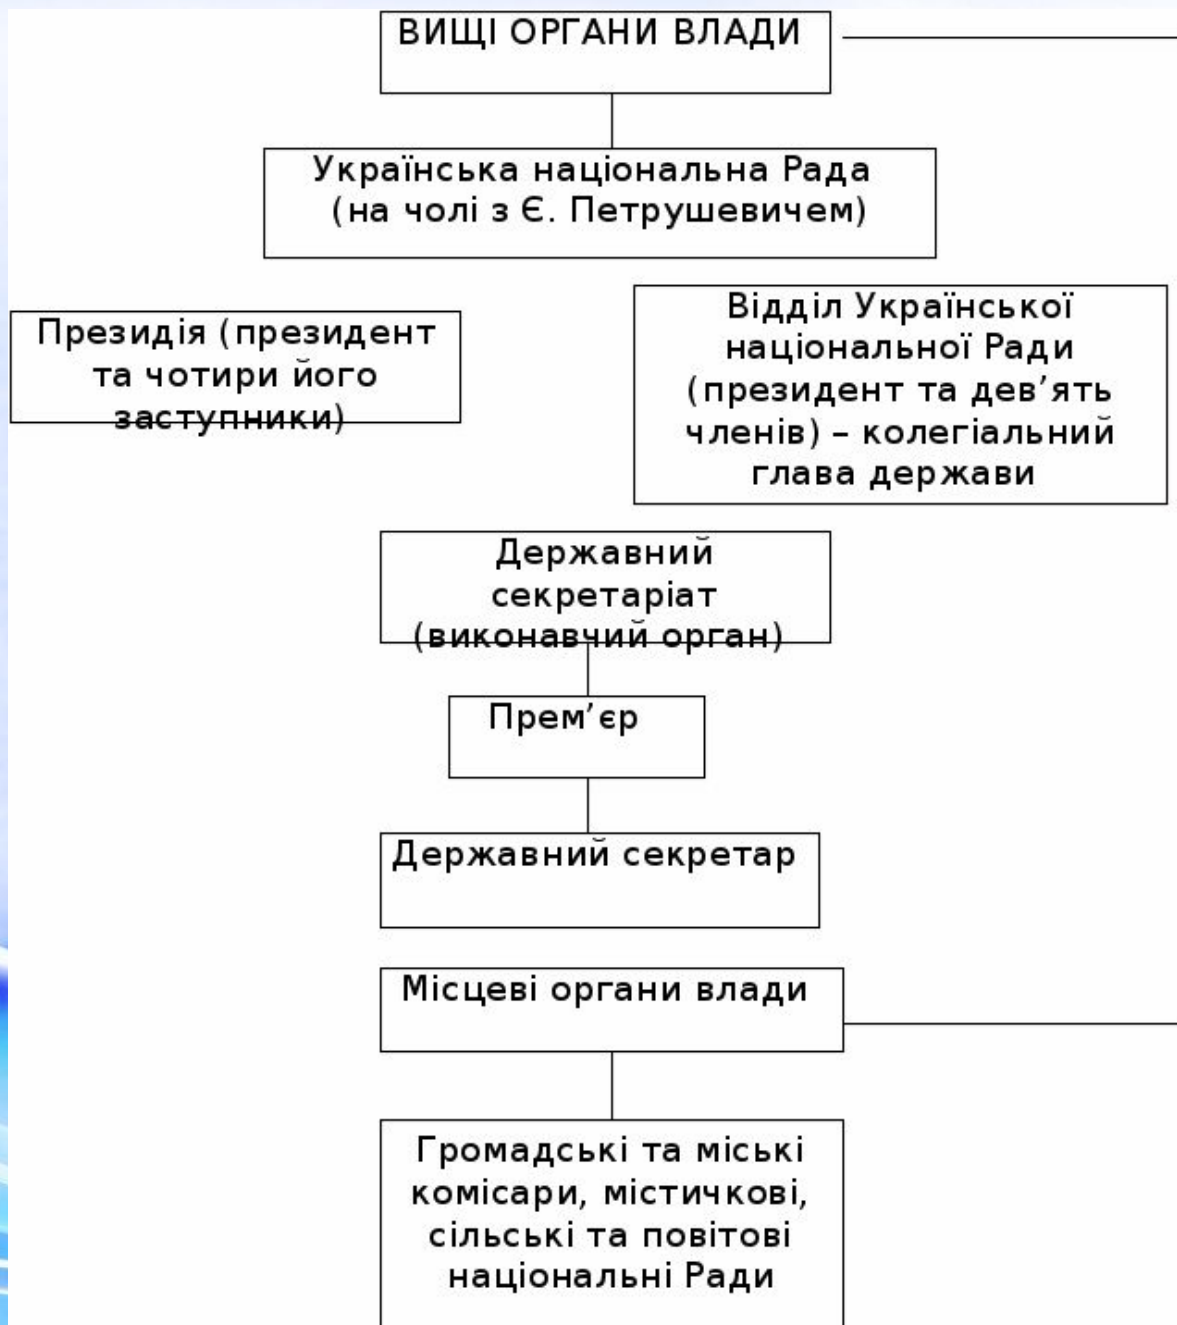 ВИЩІ ОРГАНИ ВЛАДИ
Українська національна Рада
(на чолі з Є. Петрушевичем)
Президія (президент
та чотири його
заступники)
Відділ Української
національної Ради
(президент та дев’ять
членів) – колегіальний
глава держави
Державний
секретаріат
(виконавчий орган)
Прем’єр
Державний секретар
Місцеві органи влади
Громадські та міські
комісари, містичкові,
сільські та повітові
національні Ради